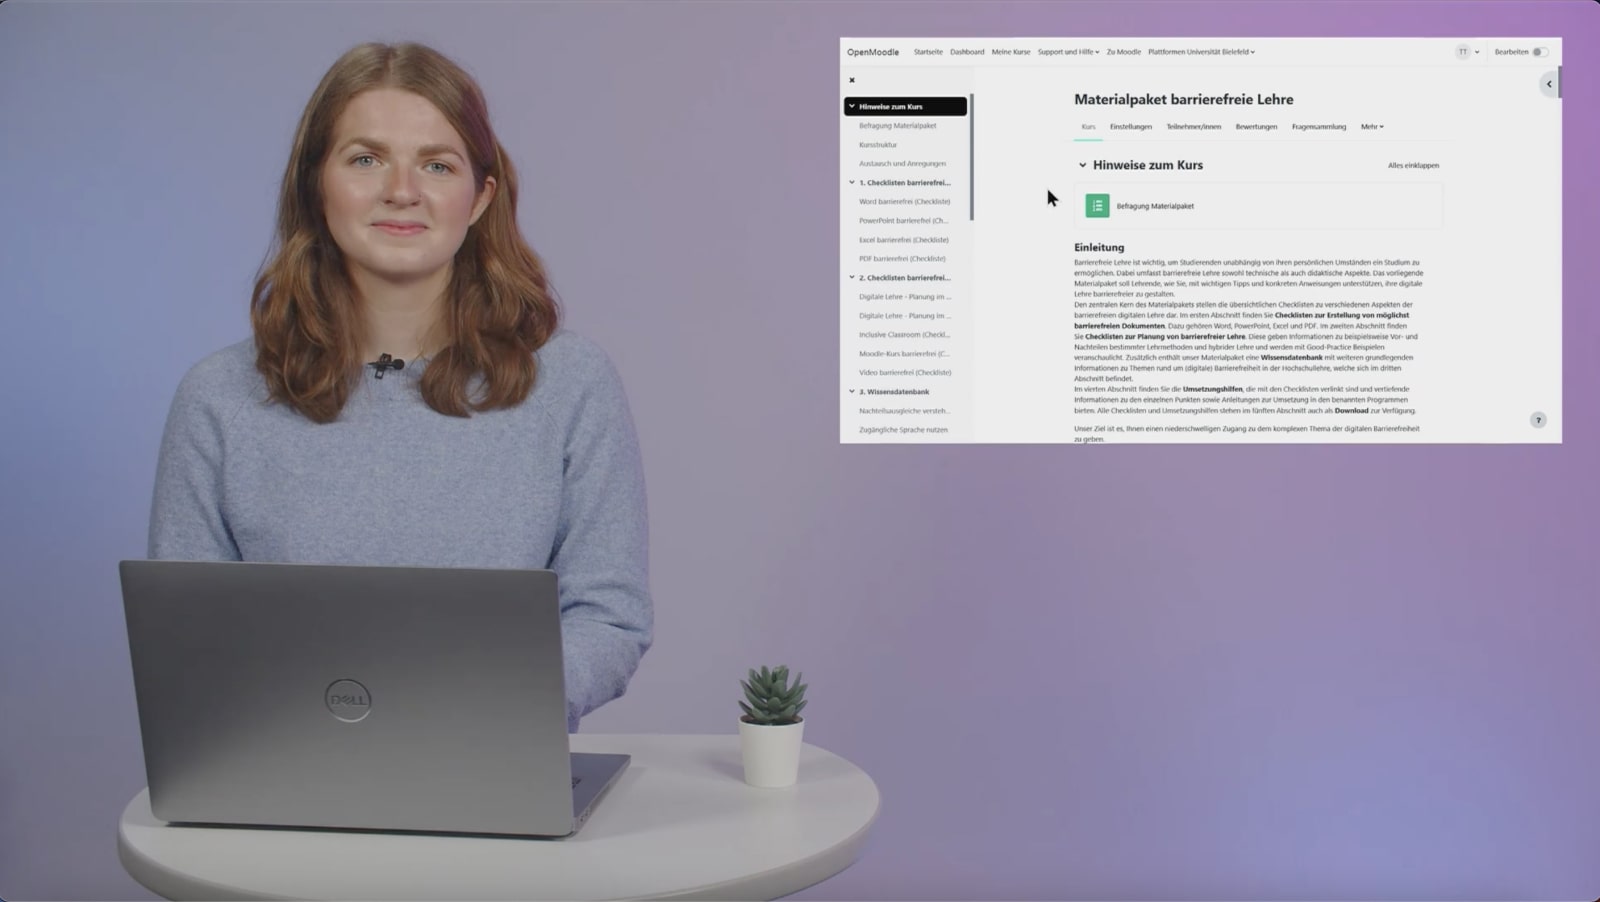 OpenMoodle Startseite Dashboard Meine Kurse Support und Hilfe Zu Moodle Plattformen Universität Bielefeld TT Bearbeiten
Hinweise zum Kurs
Befragung Materialpaket
Kursstruktur
Austausch und Anregungen
1. Checklisten barrierefrei...
Word barrierefrei (Checkliste)
PowerPoint barrierefrei (Ch...
Excel barrierefrei (Checkliste)
PDF barrierefrei (Checkliste)
2. Checklisten barrierefrei...
Digitale Lehre - Planung im ...
Digitale Lehre - Planung im ...
Inclusive Classroom (Checkl...
Moodle-Kurs barrierefrei (C...
Video barrierefrei (Checkliste)
3. Wissensdatenbank
Nachteilsausgleiche versteh...
Zugängliche Sprache nutzen
Materialpaket barrierefreie Lehre
Kurs Einstellungen Teilnehmer/innen Bewertungen Fragensammlung Mehr
Hinweise zum Kurs Alles einklappen
Befragung Materialpaket
Einleitung
Barrierefreie Lehre ist wichtig, um Studierenden unabhängig von ihren persönlichen Umständen ein Studium zu
ermöglichen. Dabei umfasst barrierefreie Lehre sowohl technische als auch didaktische Aspekte. Das vorliegende
Materialpaket soll Lehrende, wie Sie, mit wichtigen Tipps und konkreten Anweisungen unterstützen, ihre digitale
Lehre barrierefreier zu gestalten.
Den zentralen Kern des Materialpakets stellen die übersichtlichen Checklisten zu verschiedenen Aspekten der
barrierefreien digitalen Lehre dar. Im ersten Abschnitt finden Sie Checklisten zur Erstellung von möglichst
barrierefreien Dokumenten. Dazu gehören Word, PowerPoint, Excel und PDF. Im zweiten Abschnitt finden
Sie Checklisten zur Planung von barrierefreier Lehre. Diese geben Informationen zu beispielsweise Vor- und
Nachteilen bestimmter Lehrmethoden und hybrider Lehre und werden mit Good-Practice Beispielen
veranschaulicht. Zusätzlich enthält unser Materialpaket eine Wissensdatenbank mit weiteren grundlegenden
Informationen zu Themen rund um (digitale) Barrierefreiheit in der Hochschullehre, welche sich im dritten
Abschnitt befindet.
Im vierten Abschnitt finden Sie die Umsetzungshilfen, die mit den Checklisten verlinkt sind und vertiefende
Informationen zu den einzelnen Punkten sowie Anleitungen zur Umsetzung in den benannten Programmen
bieten. Alle Checklisten und Umsetzungshilfen stehen im fünften Abschnitt auch als Download zur Verfügung.
Unser Ziel ist es, Ihnen einen niederschwelligen Zugang zu dem komplexen Thema der digitalen Barrierefreiheit
zu geben.
?
DELL